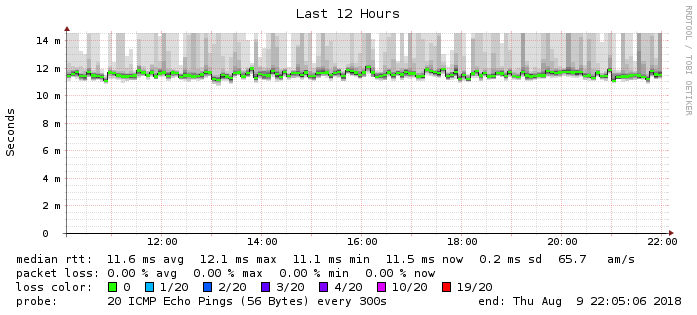 Last 12 Hours
RRDTOOL / TOBI OETIKER
Seconds
14 m
12 m
10 m
8 m
6 m
4 m
2 m
0
12:00 14:00 16:00 18:00 20:00 22:00
median rtt: 11.6 ms avg 12.1 ms max 11.1 ms min 11.5 ms now 0.2 ms sd 65.7 am/s
packet loss: 0.00 % avg 0.00 % max 0.00 % min 0.00 % now
loss color: 0 1/20 2/20 3/20 4/20 10/20 19/20
probe: 20 ICMP Echo Pings (56 Bytes) every 300s end: Thu Aug 9 22:05:06 2018